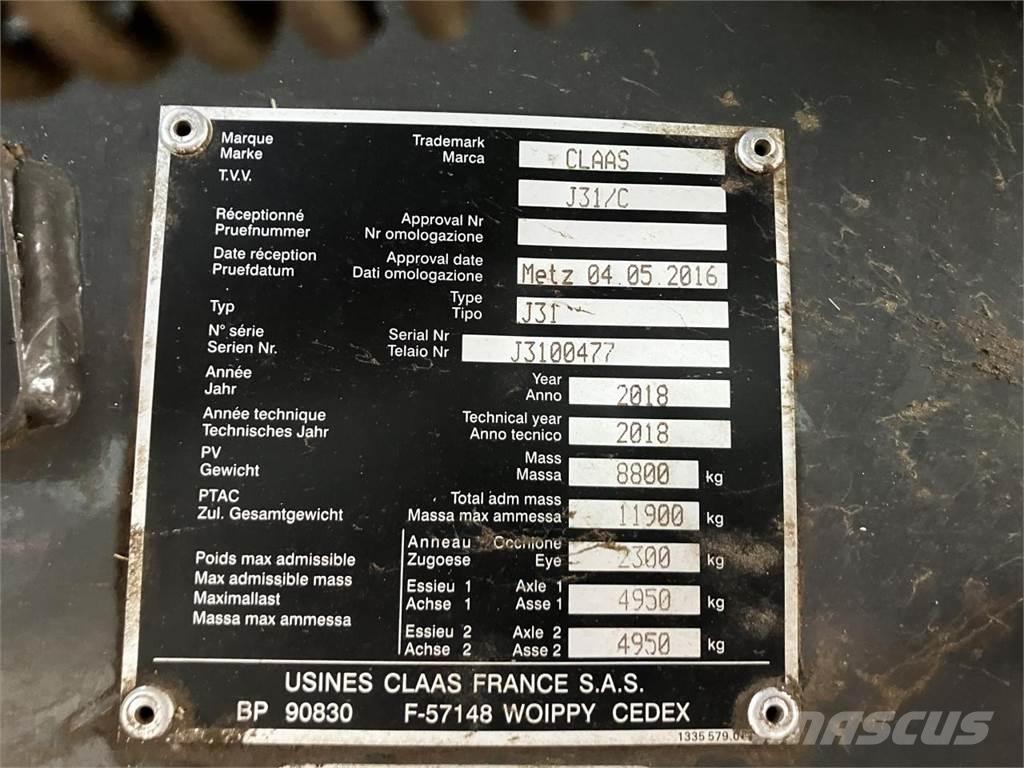 Marque Trademark
Marke Marca CLAAS
T.V.V. J31/C
Réceptionné Approval Nr
Pruefnummer Nr omologazione
Date réception Approval date
Pruefdatum Dati omologazione Metz 04.05.2016
Typ Type
Tipo J31
N° série Serial Nr
Serien Nr. Telaio Nr J3100477
Année Year
Jahr Anno 2018
Année technique Technical year
Technisches Jahr Anno tecnico 2018
PV Mass
Gewicht Massa 8800 kg
PTAC Total adm mass
Zul. Gesamtgewicht Massa max ammessa 11900 kg
Poids max admissible
Max admissible mass
Maximallast
Massa max ammessa
Anneau Occhione
Zugoese Eye 2300 kg
Essieu 1 Axle 1
Achse 1 Asse 1 4950 kg
Essieu 2 Axle 2
Achse 2 Asse 2 4950 kg
USINES CLAAS FRANCE S.A.S.
BP 90830 F-57148 WOIPPY CEDEX
1335 579.0
MASCUS